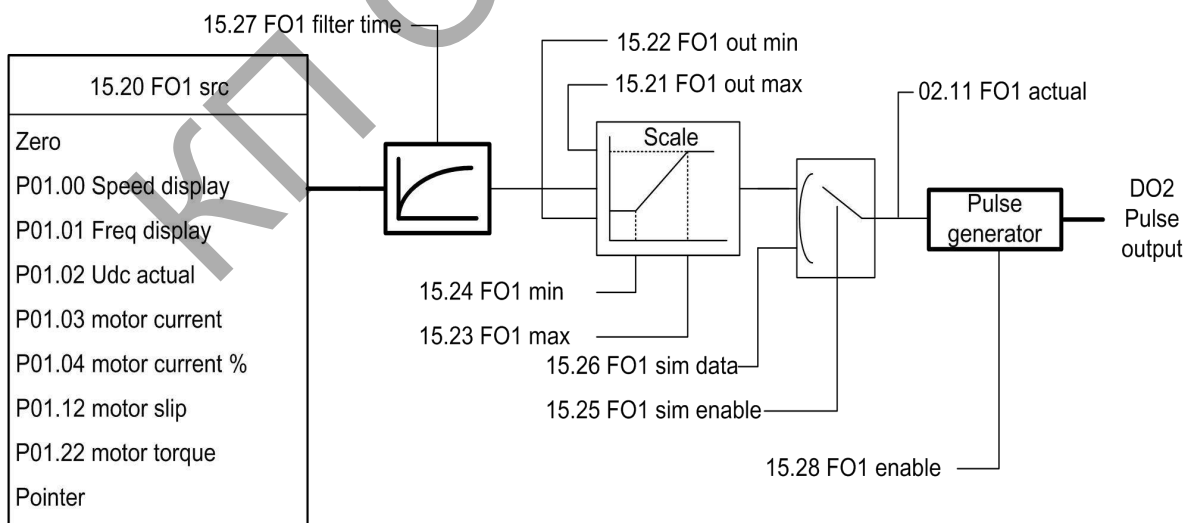 15.27 FO1 filter time
15.20 FO1 src
Zero
P01.00 Speed display
P01.01 Freq display
P01.02 Udc actual
P01.03 motor current
P01.04 motor current %
P01.12 motor slip
P01.22 motor torque
Pointer
15.22 FO1 out min
15.21 FO1 out max
Scale
15.24 FO1 min
15.23 FO1 max
15.26 FO1 sim data
15.25 FO1 sim enable
02.11 FO1 actual
Pulse
generator
15.28 FO1 enable
DO2
Pulse
output
КП С